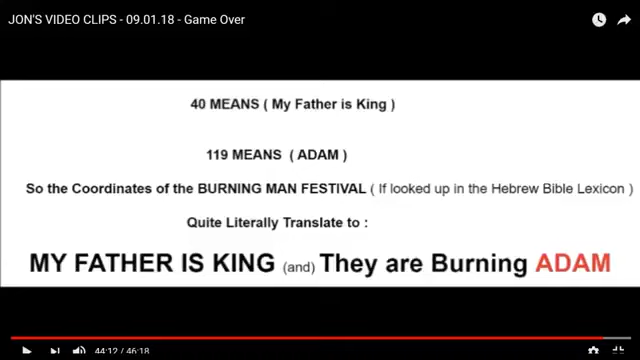 JON'S VIDEO CLIPS - 09.01.18 - Game Over
40 MEANS ( My Father is King )
119 MEANS ( ADAM )
So the Coordinates of the BURNING MAN FESTIVAL ( If looked up in the Hebrew Bible Lexicon )
Quite Literally Translate to :
MY FATHER IS KING (and) They are Burning ADAM
44:12 / 46:18